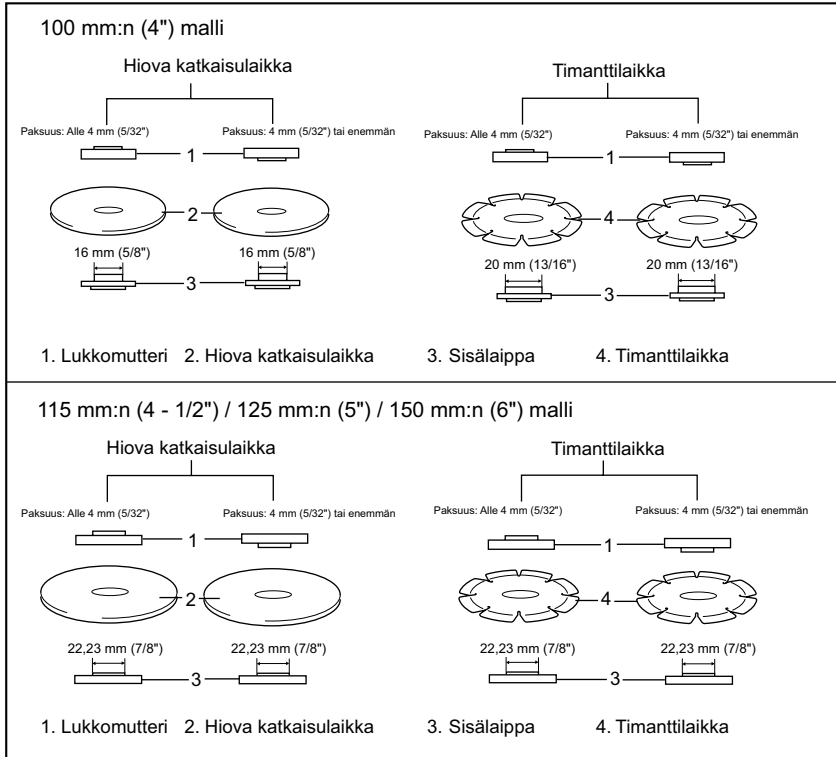 100 mm:n (4") malli
Hiova katkaisulaikka
Timanttilaikka
Paksuus: Alle 4 mm (5/32")
Paksuus: 4 mm (5/32") tai enemmän
Paksuus: Alle 4 mm (5/32")
Paksuus: 4 mm (5/32") tai enemmän
1
1
2
4
16 mm (5/8")
16 mm (5/8")
20 mm (13/16")
20 mm (13/16")
3
3
1. Lukkomutteri 2. Hiova katkaisulaikka 3. Sisälaippa 4. Timanttilaikka
115 mm:n (4 - 1/2") / 125 mm:n (5") / 150 mm:n (6") malli
Hiova katkaisulaikka
Timanttilaikka
Paksuus: Alle 4 mm (5/32")
Paksuus: 4 mm (5/32") tai enemmän
Paksuus: Alle 4 mm (5/32")
Paksuus: 4 mm (5/32") tai enemmän
1
1
2
4
22,23 mm (7/8")
22,23 mm (7/8")
22,23 mm (7/8")
22,23 mm (7/8")
3
3
1. Lukkomutteri 2. Hiova katkaisulaikka 3. Sisälaippa 4. Timanttilaikka